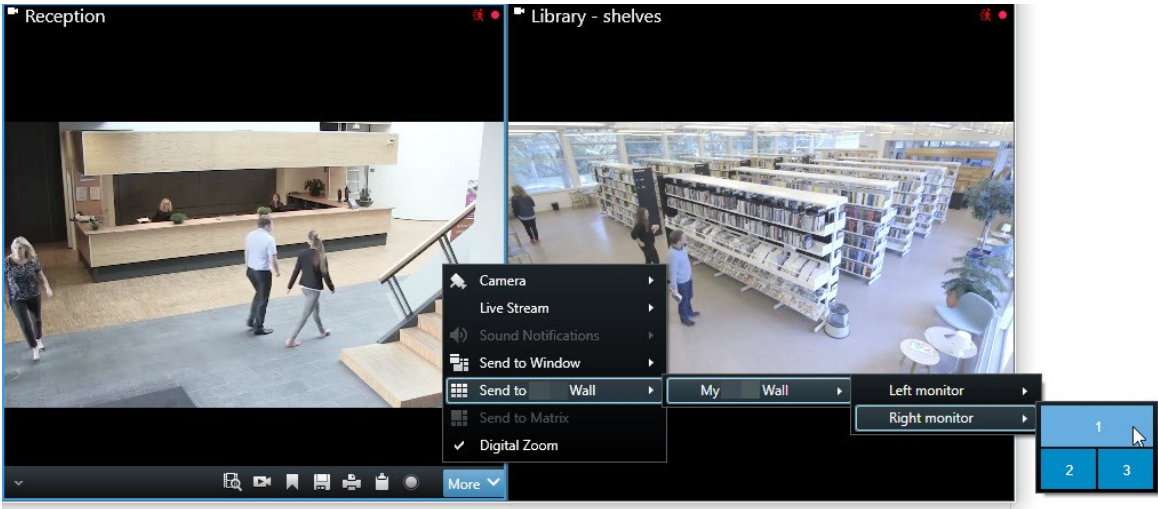 Reception
Library - shelves
Camera
Live Stream
Sound Notifications
Send to Window
Send to Wall
My Wall
Left monitor
Send to Matrix
Right monitor
Digital Zoom
1
2
3
More